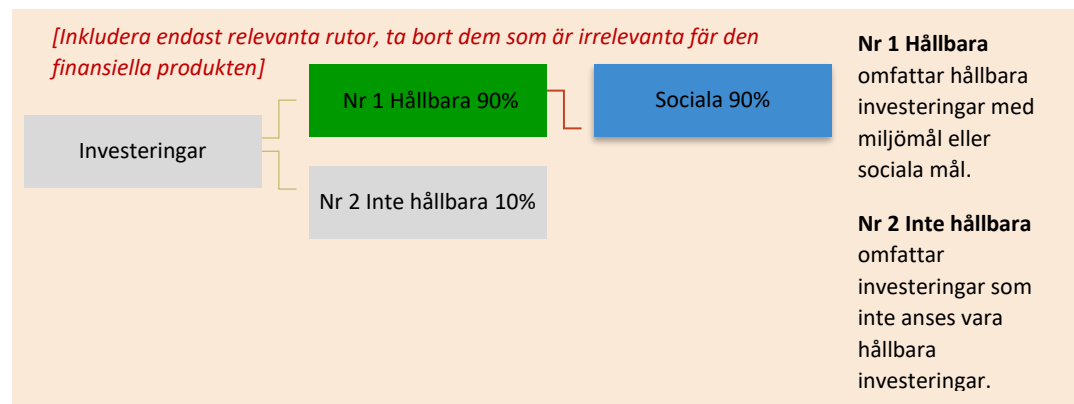 [Inkludera endast relevanta rutor, ta bort dem som är irrelevanta fär den
finansiella produkten]
Investeringar
Nr 1 Hållbara 90%
Sociala 90%
Nr 2 Inte hållbara 10%
Nr 1 Hållbara
omfattar hållbara
investeringar med
miljömål eller
sociala mål.
Nr 2 Inte hållbara
omfattar
investeringar som
inte anses vara
hållbara
investeringar.